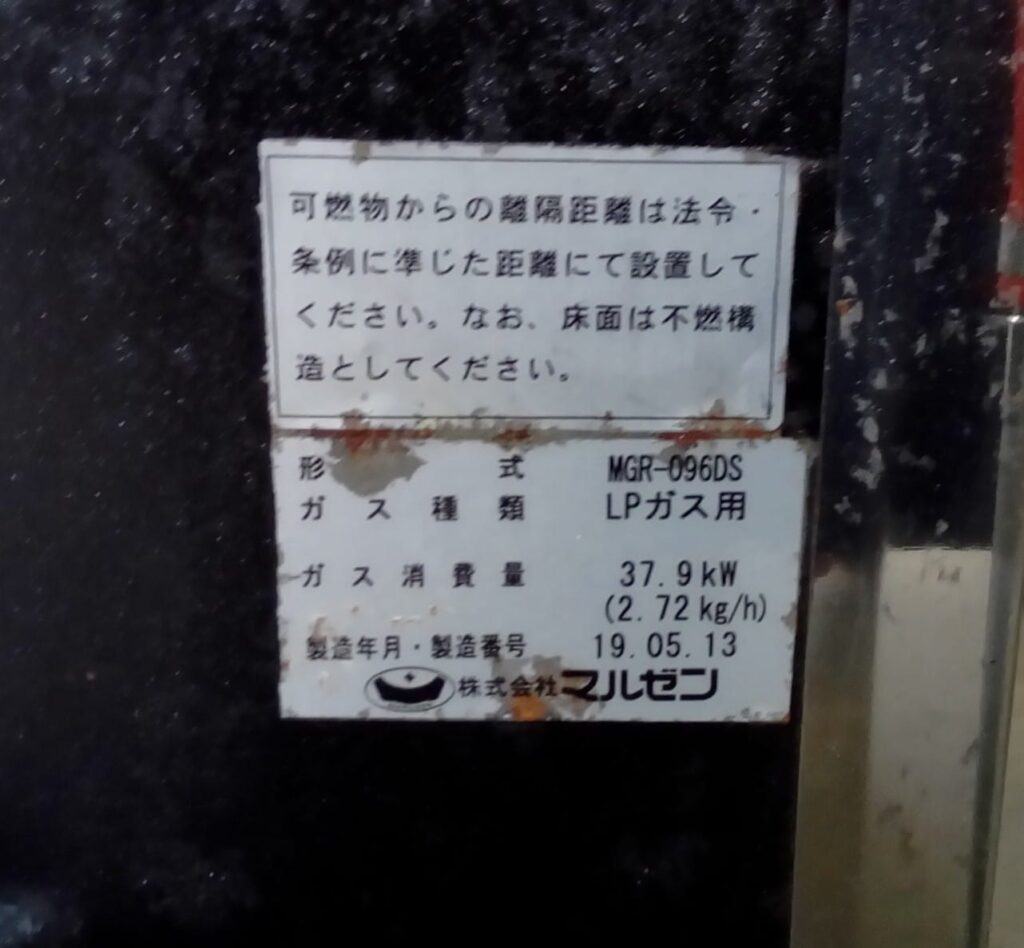 可燃物からの離隔距離は法令・
条例に準じた距離にて設置して
ください。なお、床面は不燃構
造としてください。
形式 MGR-096DS
ガス種類 LPガス用
ガス消費量 37.9kW
(2.72kg/h)
製造年月・製造番号 19.05.13
株式会社マルゼン